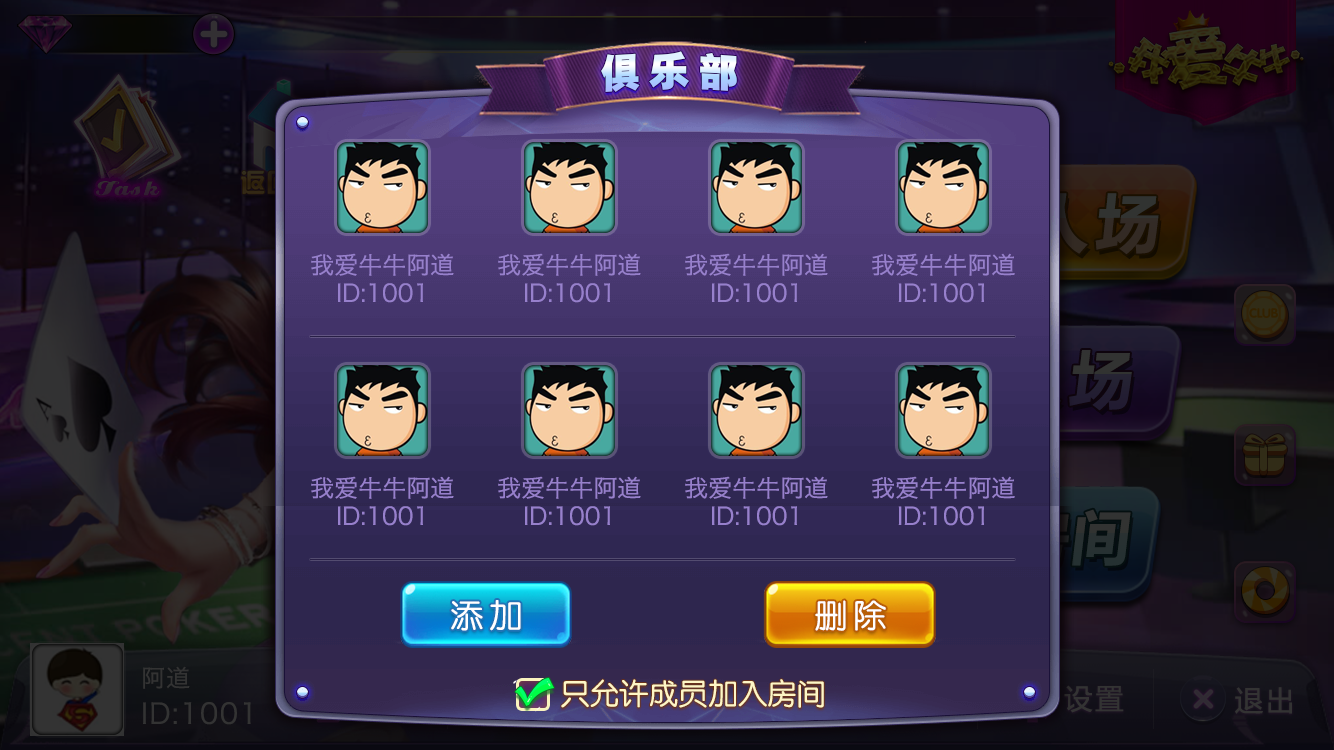 俱乐部
我爱牛牛
Task
返
人场
我爱牛牛阿道 我爱牛牛阿道 我爱牛牛阿道 我爱牛牛阿道
ID:1001 ID:1001 ID:1001 ID:1001
CLUB
场
我爱牛牛阿道 我爱牛牛阿道 我爱牛牛阿道 我爱牛牛阿道
ID:1001 ID:1001 ID:1001 ID:1001
间
添加 删除
POKER
只允许成员加入房间
阿道
ID:1001
设置 退出